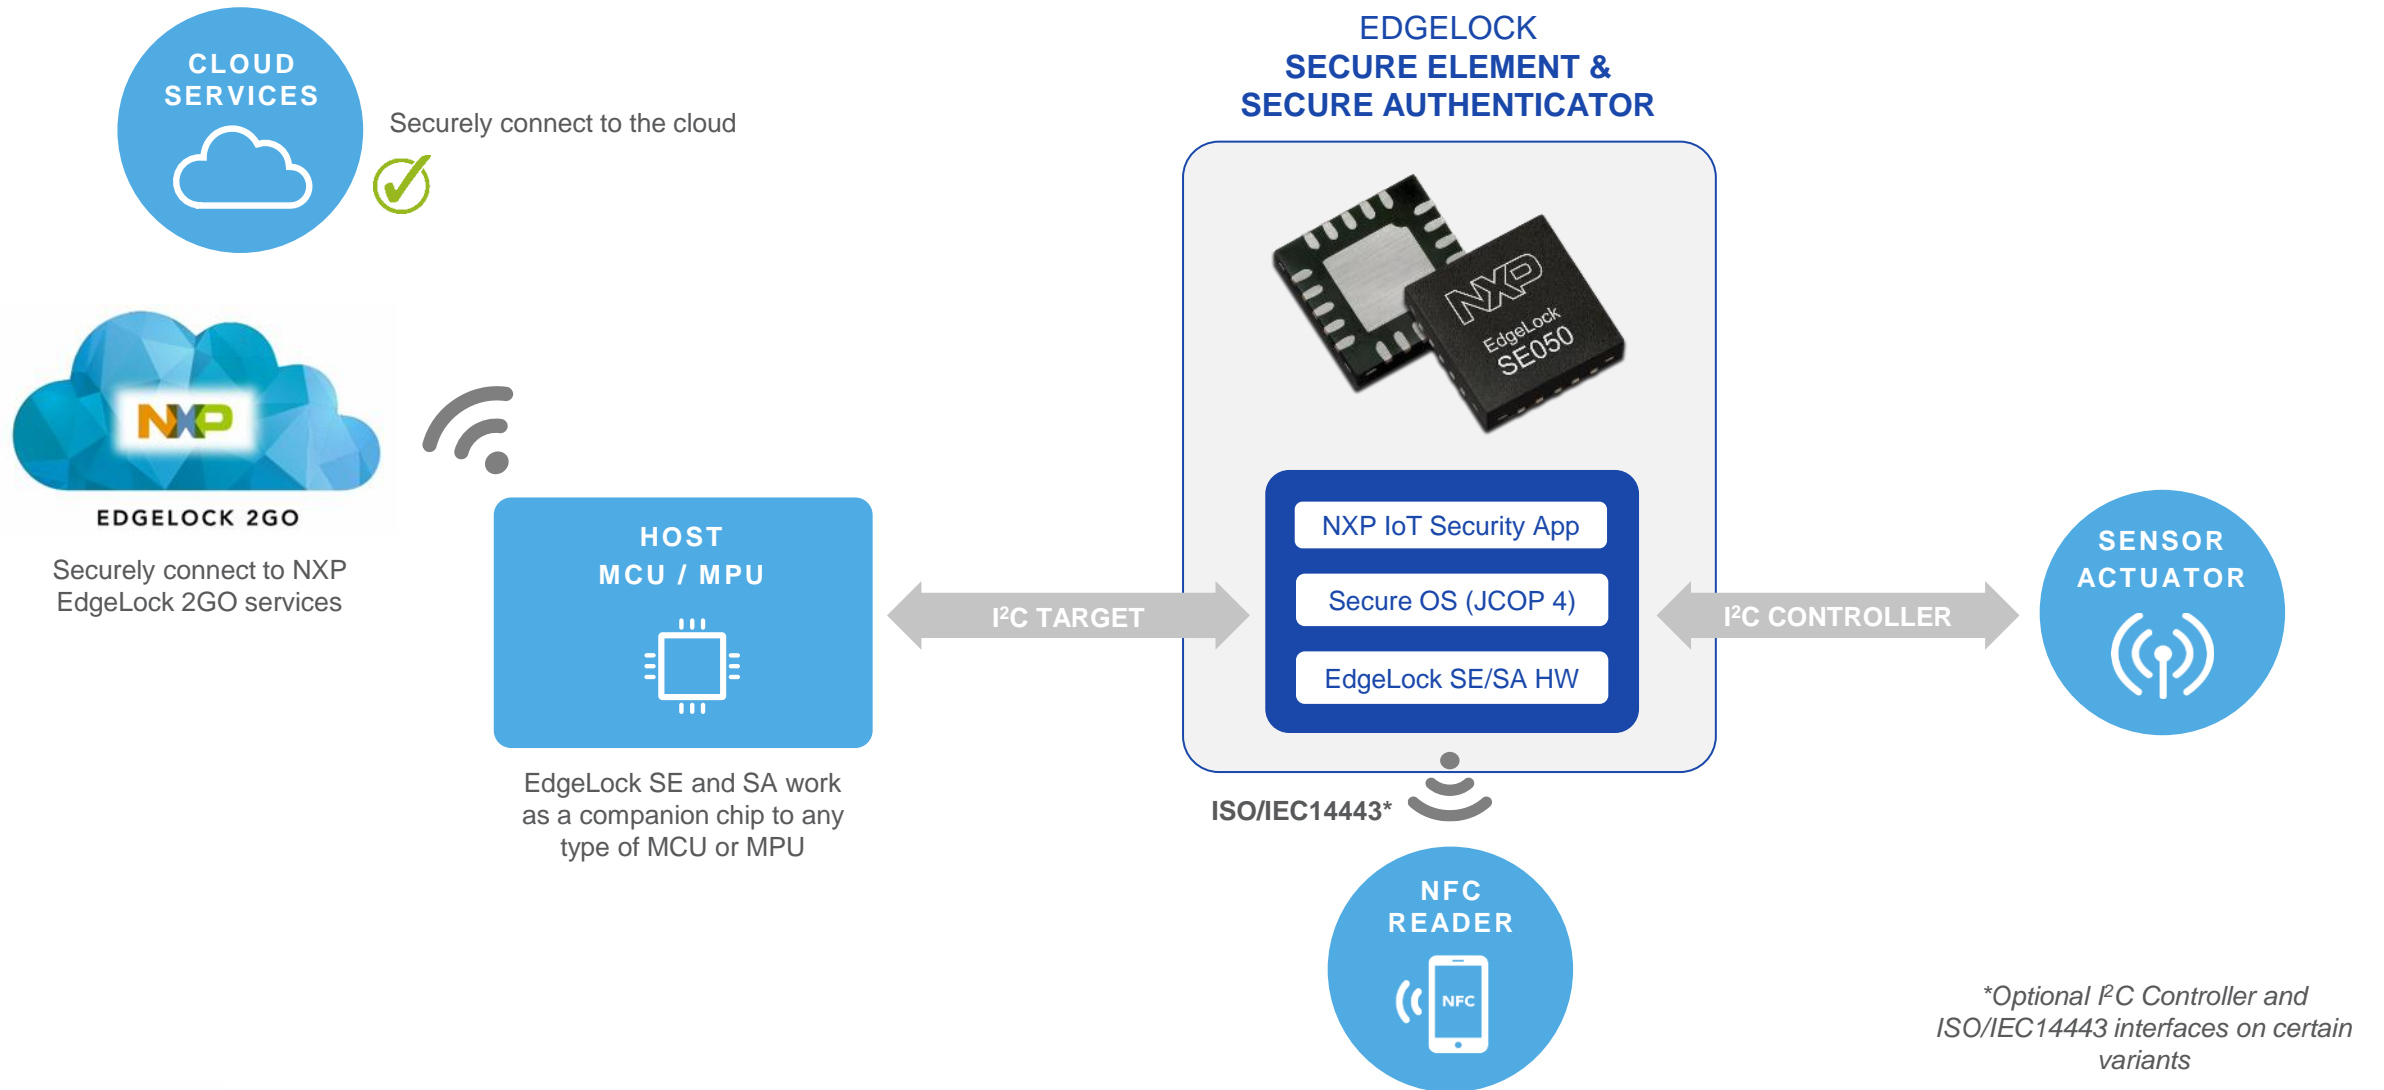 CLOUD
SERVICES
Securely connect to the cloud
NXP
EDGELOCK 2GO
Securely connect to NXP
EdgeLock 2GO services
HOST
MCU / MPU
EdgeLock SE and SA work
as a companion chip to any
type of MCU or MPU
I²C TARGET
EDGELOCK
SECURE ELEMENT &
SECURE AUTHENTICATOR
NXP
EdgeLock
SE050
NXP IoT Security App
Secure OS (JCOP 4)
EdgeLock SE/SA HW
I²C CONTROLLER
SENSOR
ACTUATOR
ISO/IEC14443*
NFC
READER
NFC
*Optional I²C Controller and
ISO/IEC14443 interfaces on certain
variants